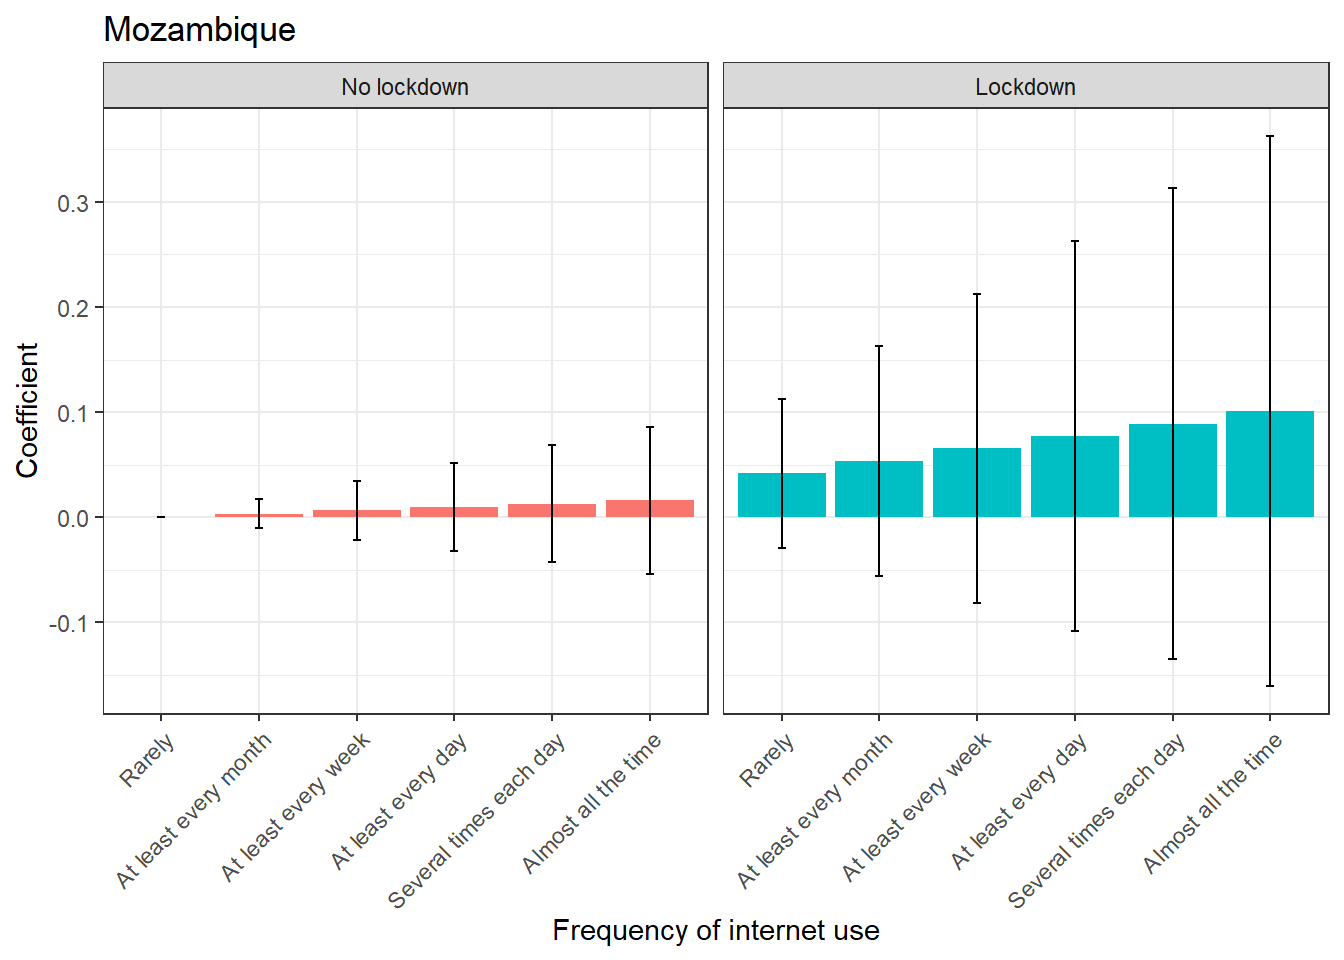 Mozambique
No lockdown
Lockdown
Coefficient
0.3
0.2
0.1
0.0
-0.1
Rarely
At least every month
At least every week
At least every day
Several times each day
Almost all the time
Rarely
At least every month
At least every week
At least every day
Several times each day
Almost all the time
Frequency of internet use